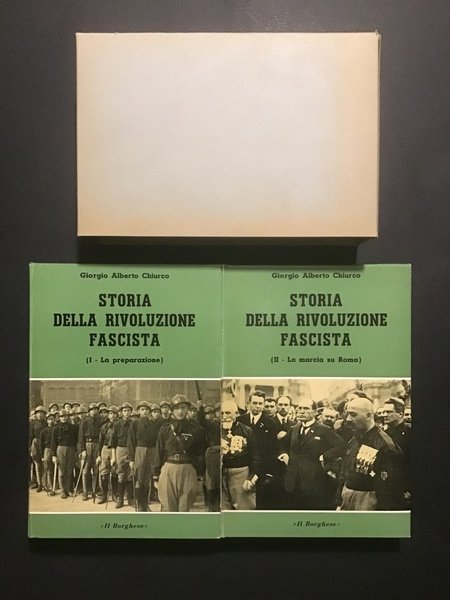 Giorgio Alberto Chiurco
STORIA
DELLA RIVOLUZIONE
FASCISTA
(I - La preparazione)
«Il Borghese»
Giorgio Alberto Chiurco
STORIA
DELLA RIVOLUZIONE
FASCISTA
(II - La marcia su Roma)
«Il Borghese»